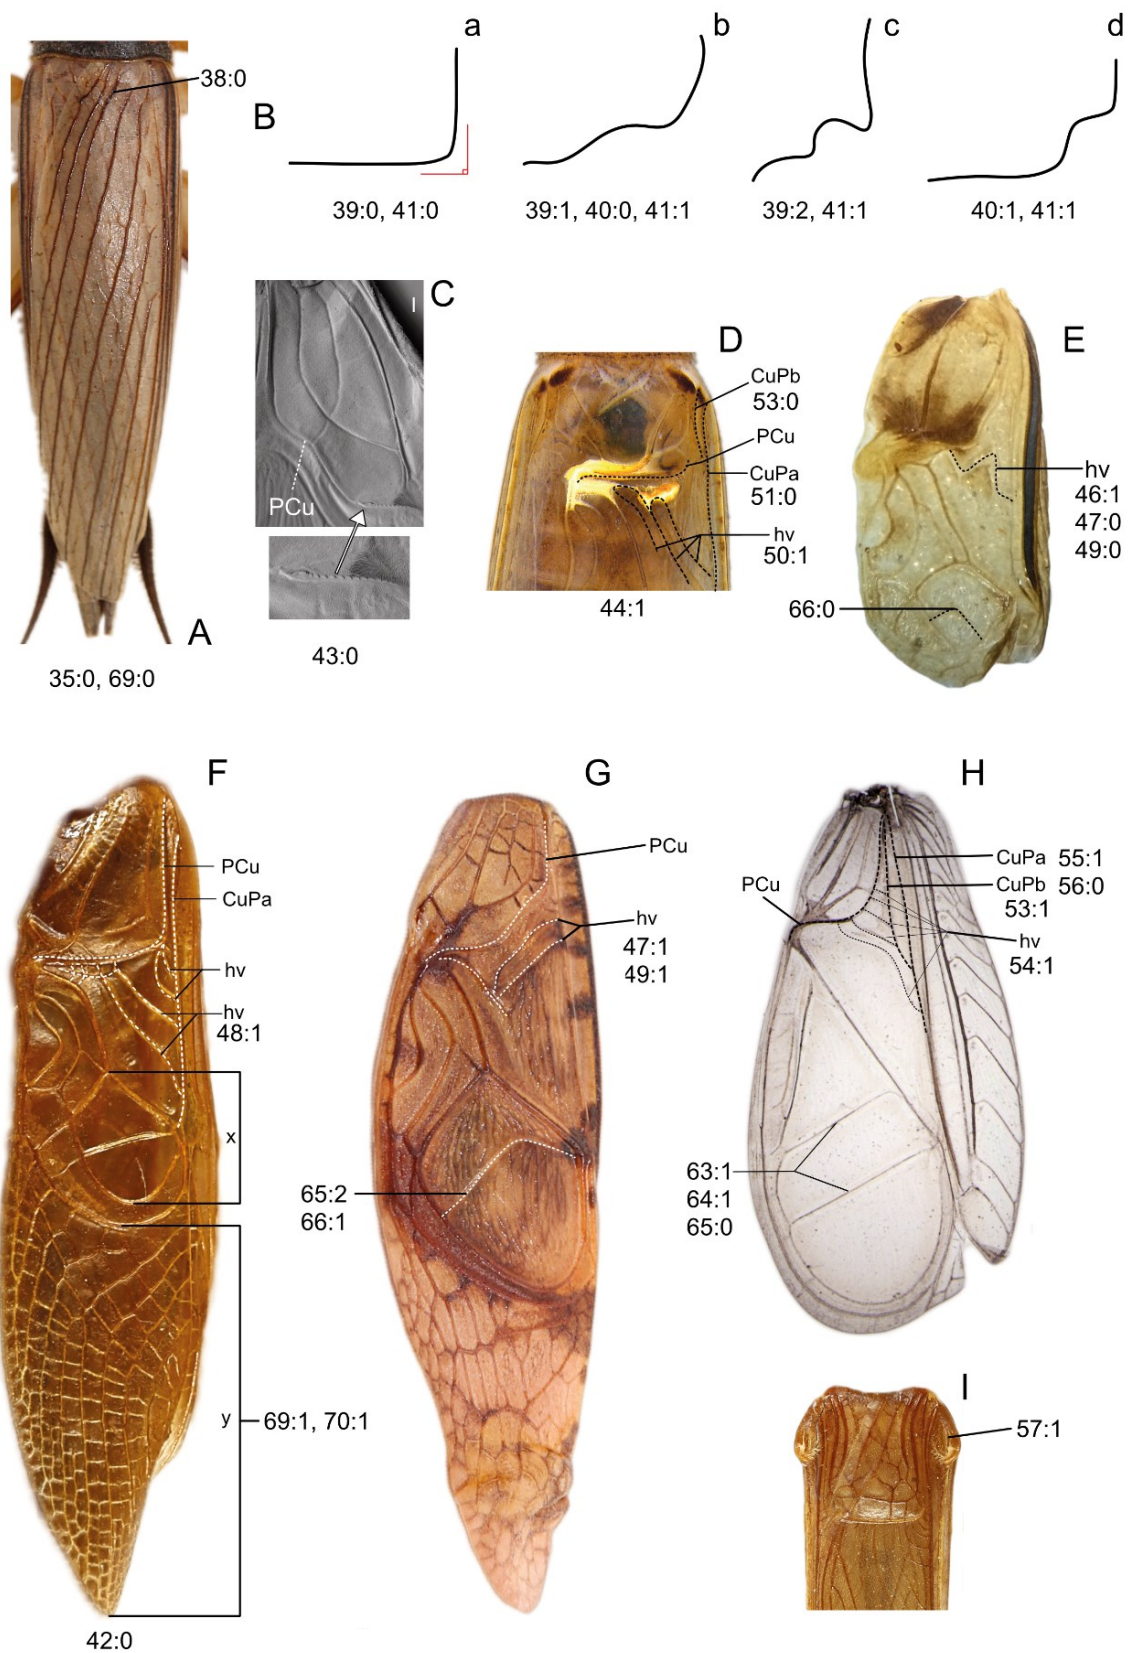 A
38:0
35:0, 69:0
B
a
39:0, 41:0
b
39:1, 40:0, 41:1
c
39:2, 41:1
d
40:1, 41:1
C
PCu
43:0
D
CuPb
53:0
PCu
CuPa
51:0
hv
50:1
44:1
E
hv
46:1
47:0
49:0
66:0
F
PCu
CuPa
hv
hv
48:1
x
y
69:1, 70:1
42:0
G
PCu
hv
47:1
49:1
65:2
66:1
H
CuPa 55:1
CuPb 56:0
53:1
PCu
hv
54:1
63:1
64:1
65:0
I
57:1